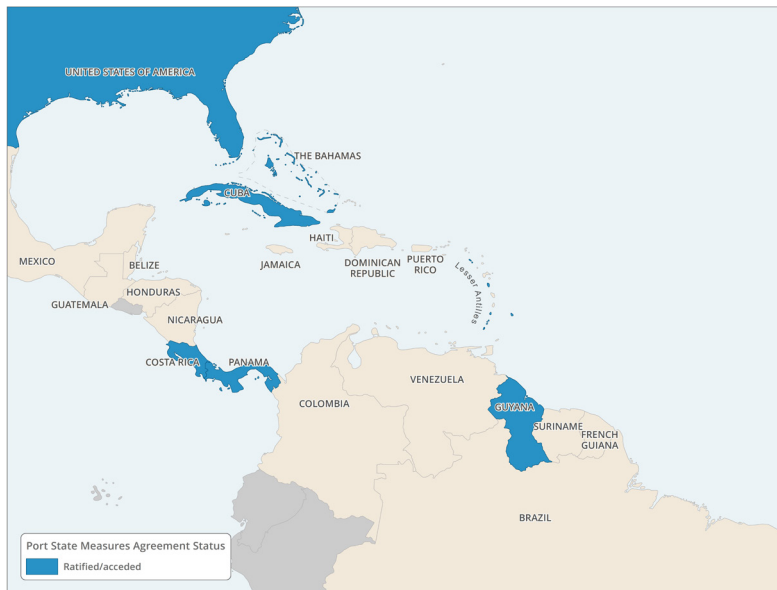 UNITED STATES OF AMERICA
THE BAHAMAS
CUBA
HAITI
MEXICO
BELIZE
JAMAICA
DOMINICAN
REPUBLIC
PUERTO
RICO
Lesser Antilles
HONDURAS
GUATEMALA
NICARAGUA
COSTA RICA
PANAMA
VENEZUELA
COLOMBIA
GUYANA
SURINAME
FRENCH
GUIANA
BRAZIL
Port State Measures Agreement Status
Ratified/acceded